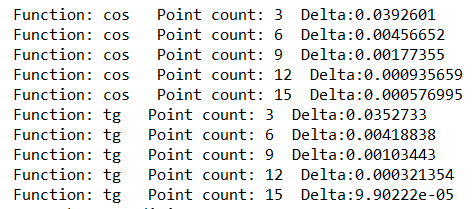 Function: cos   Point count: 3  Delta:0.0392601
Function: cos   Point count: 6  Delta:0.00456652
Function: cos   Point count: 9  Delta:0.00177355
Function: cos   Point count: 12  Delta:0.000935659
Function: cos   Point count: 15  Delta:0.000576995
Function: tg   Point count: 3  Delta:0.0352733
Function: tg   Point count: 6  Delta:0.00418838
Function: tg   Point count: 9  Delta:0.00103443
Function: tg   Point count: 12  Delta:0.000321354
Function: tg   Point count: 15  Delta:9.90222e-05